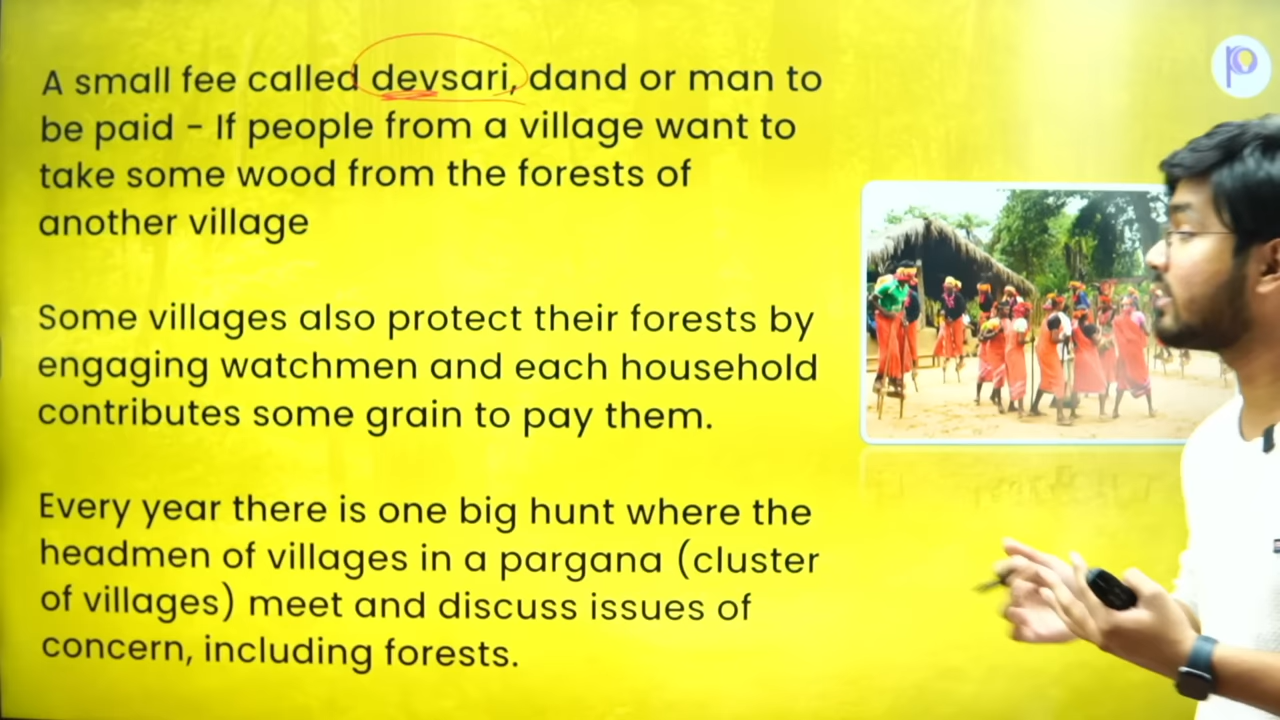 A small fee called devsari, dand or man to
be paid - If people from a village want to
take some wood from the forests of
another village
Some villages also protect their forests by
engaging watchmen and each household
contributes some grain to pay them.
Every year there is one big hunt where the
headmen of villages in a pargana (cluster
of villages) meet and discuss issues of
concern, including forests.